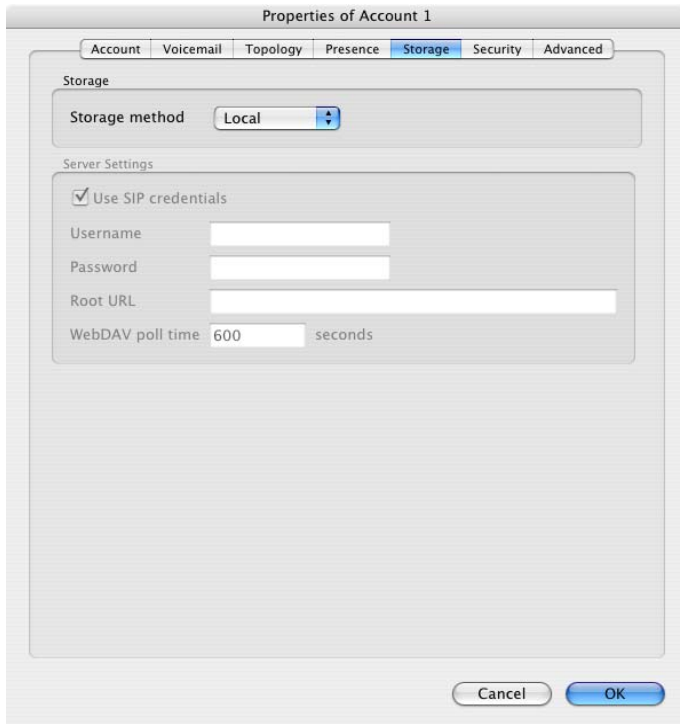 Properties of Account 1
Account Voicemail Topology Presence Storage Security Advanced
Storage
Storage method Local
Server Settings
Use SIP credentials
Username
Password
Root URL
WebDAV poll time 600 seconds
Cancel OK